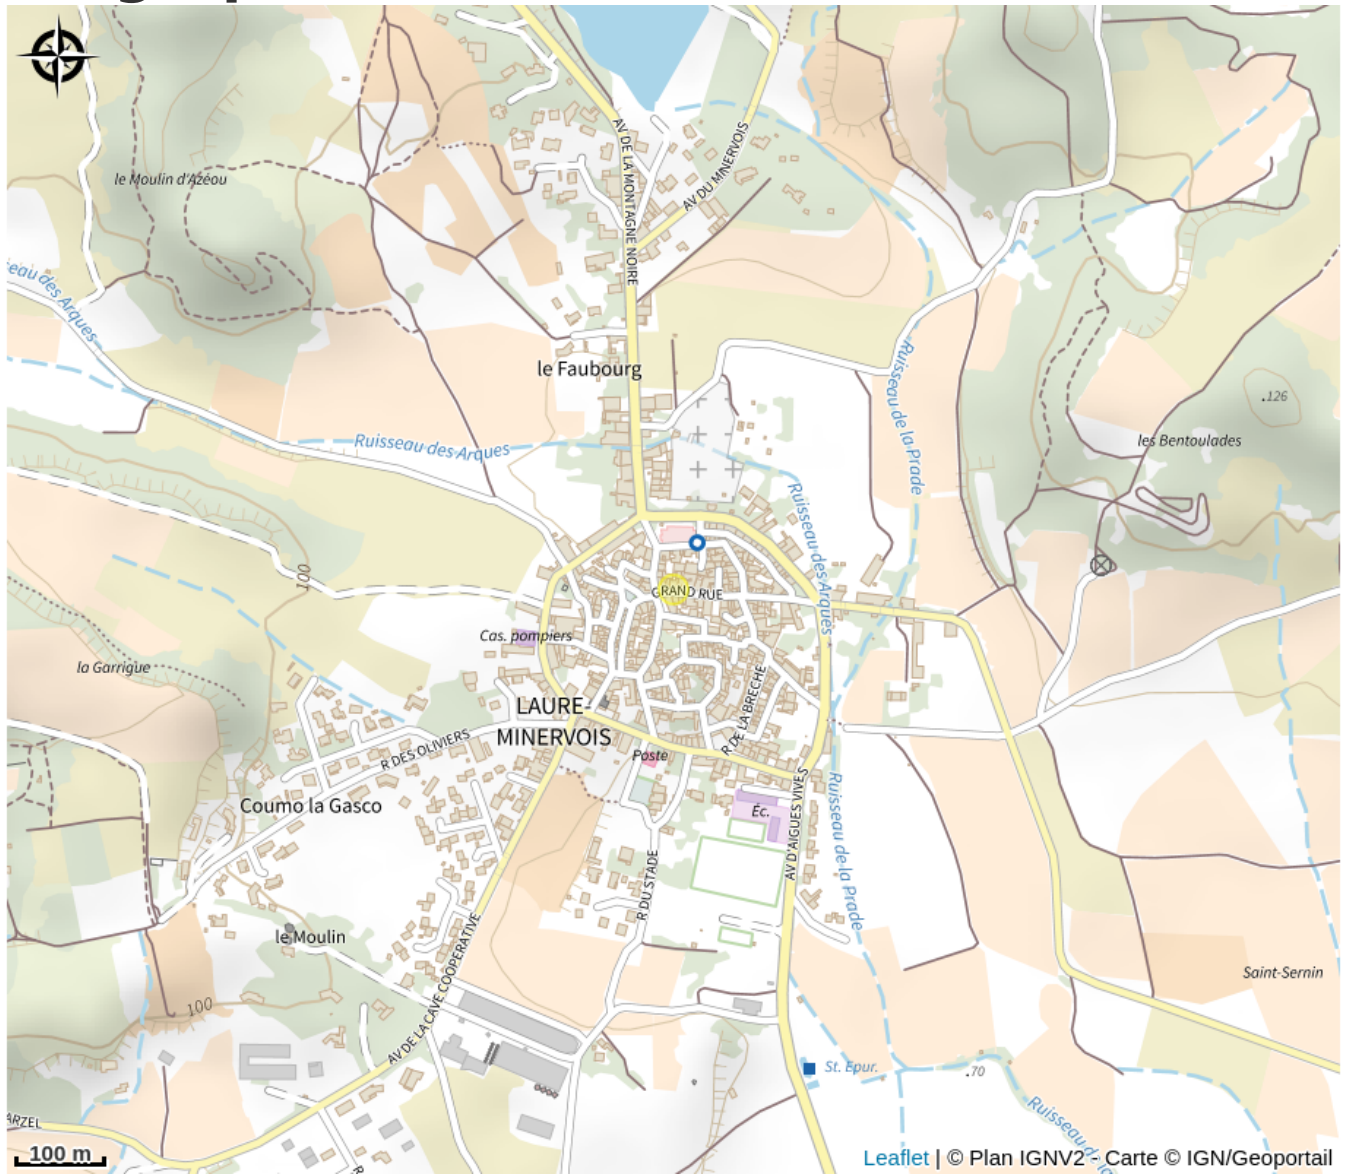 le Moulin d'Azéou
AV DE LA MONTAGNE NOIRE
AV DU MINERVOIS
eau des Arques
le Faubourg
Ruisseau de la Prade
.126
les Bentoulades
Ruisseau des Arques
Ruisseau des Arques
100
GRAND RUE
Cas. pompiers
la Garrigue
LAURE-
MINERVOIS
R DE LA BRECHE
R DES OLIVIERS
Poste
Coumo la Gasco
Éc.
AV D'AIGUES VIVES
Ruisseau de la Prade
R DU STADE
le Moulin
AV DE LA CAVE COOPERATIVE
Saint-Sernin
100
St. Epur.
.70
Ruisseau de la
ARZEL
R
100 m
Leaflet | © Plan IGNV2 - Carte © IGN/Geoportail